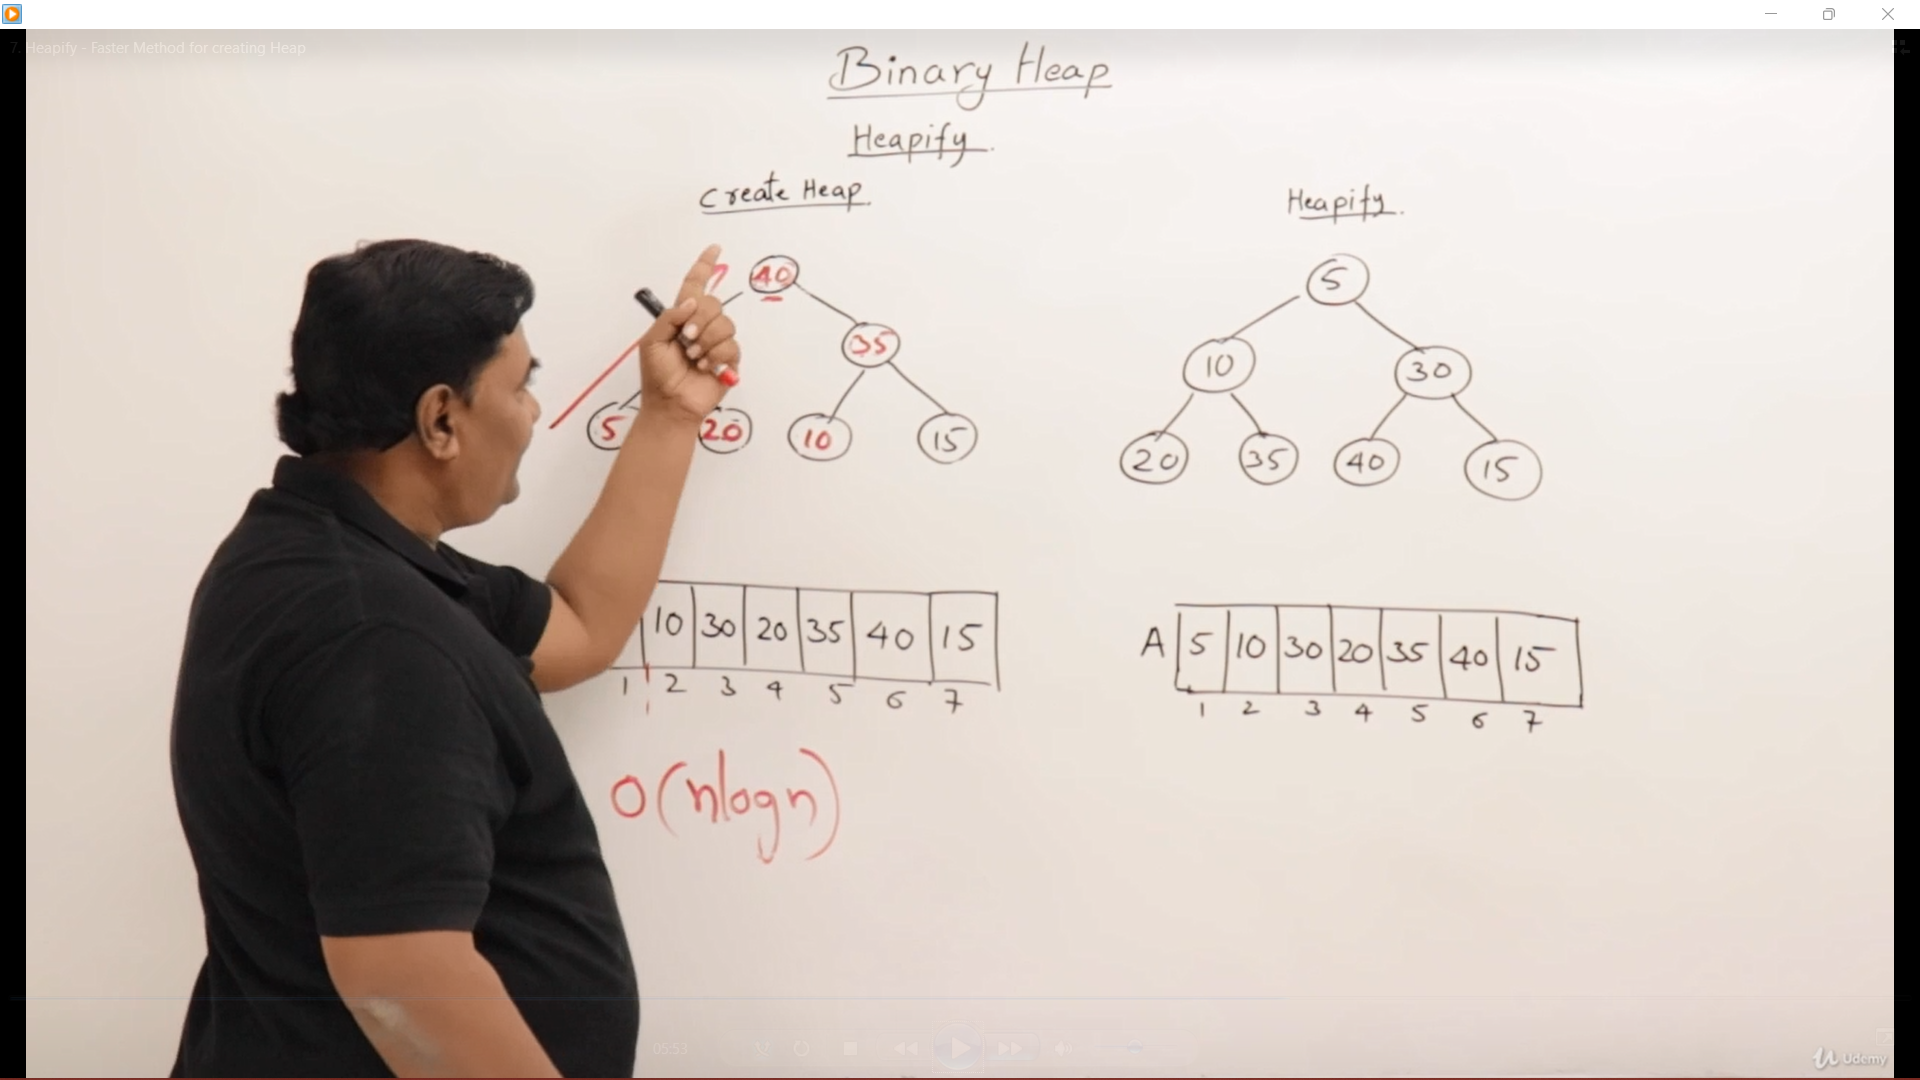 7. Heapify - Faster Method for creating Heap
Binary Heap
Heapify.
Create Heap.
Heapify.
40
35
5 20 10 15
5
10 30
20 35 40 15
10 30 20 35 40 15
1 2 3 4 5 6 7
A 5 10 30 20 35 40 15
1 2 3 4 5 6 7
O(nlogn)
05:53
Udemy